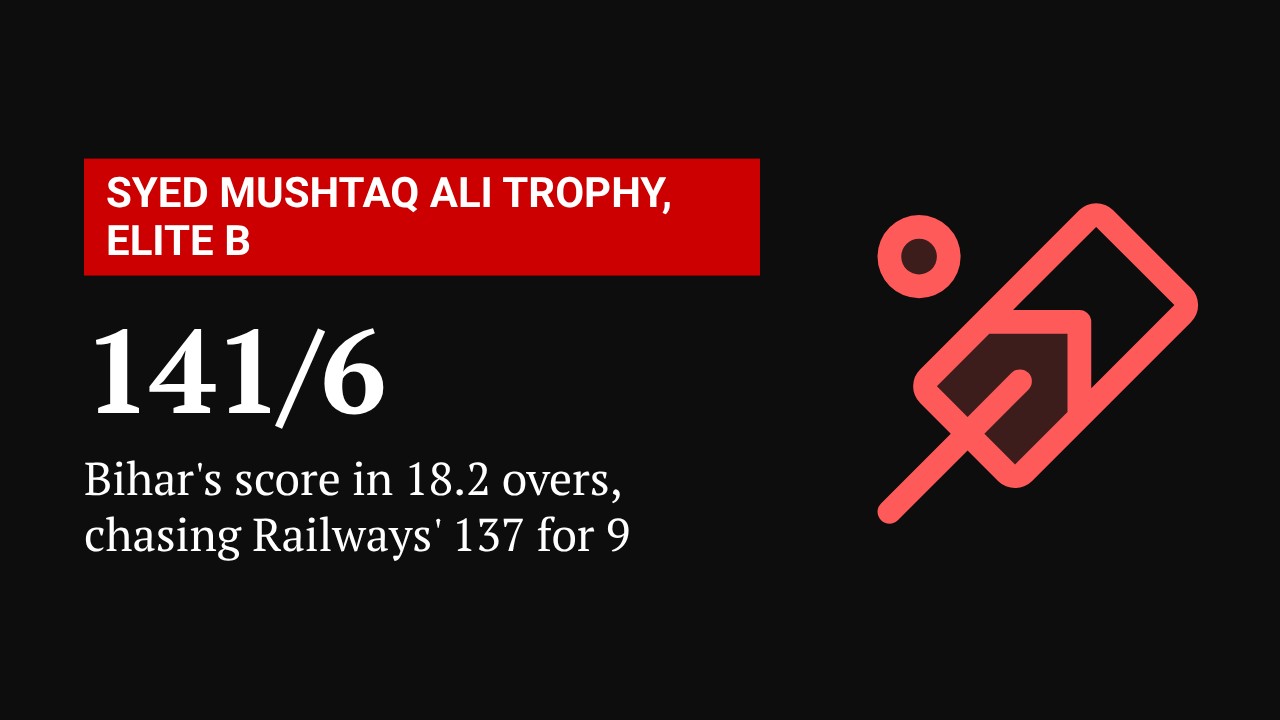 SYED MUSHTAQ ALI TROPHY,
ELITE B
141/6
Bihar's score in 18.2 overs,
chasing Railways' 137 for 9